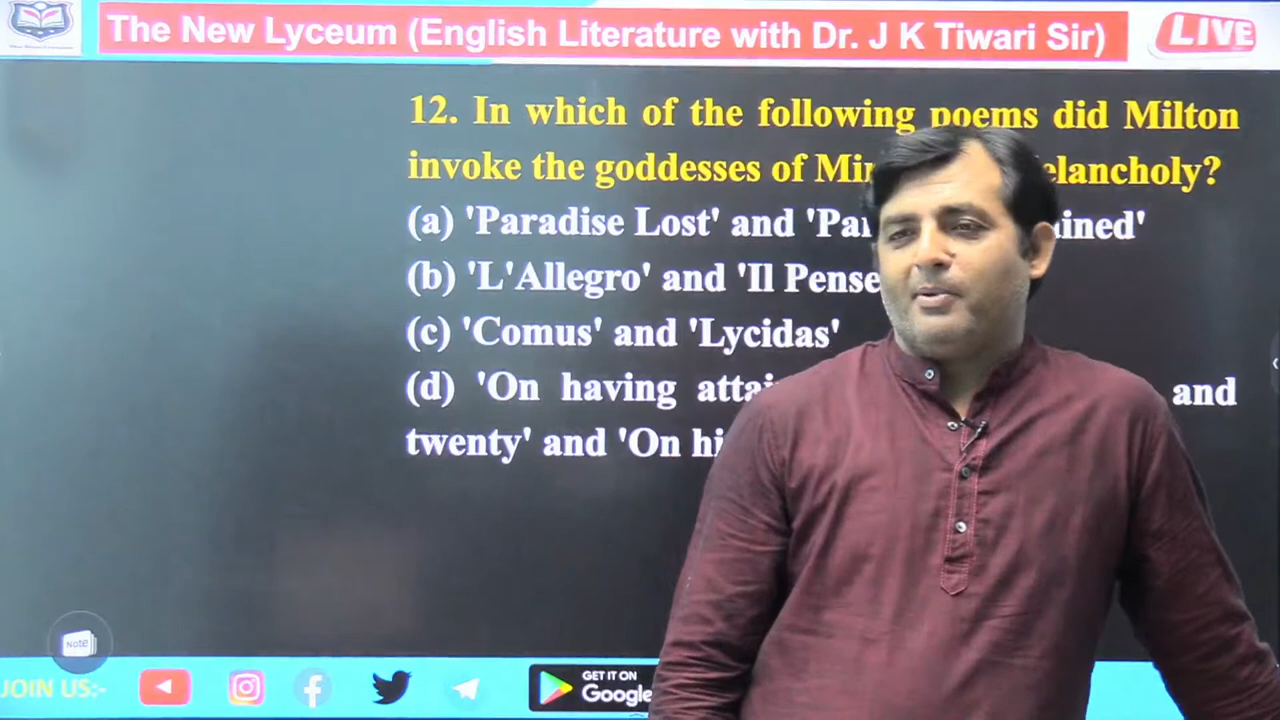 The New Lyceum (English Literature with Dr. J K Tiwari Sir)
LIVE
12. In which of the following poems did Milton
invoke the goddesses of
(a) 'Paradise Lost' and
(b) 'L'Allegro' and 'Il
(c) 'Comus' and 'Lycidas'
(d) 'On having and
twenty' and 'On
Note
JOIN US:-
GET IT ON
Google